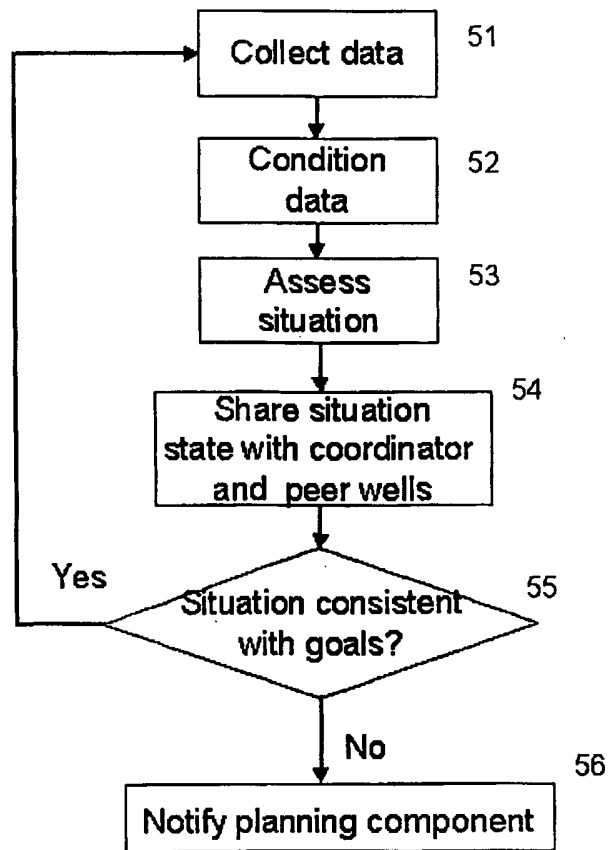 Collect data
51
Condition
data
52
Assess
situation
53
Share situation
state with coordinator
and peer wells
54
Situation consistent
with goals?
55
Yes
No
56
Notify planning component